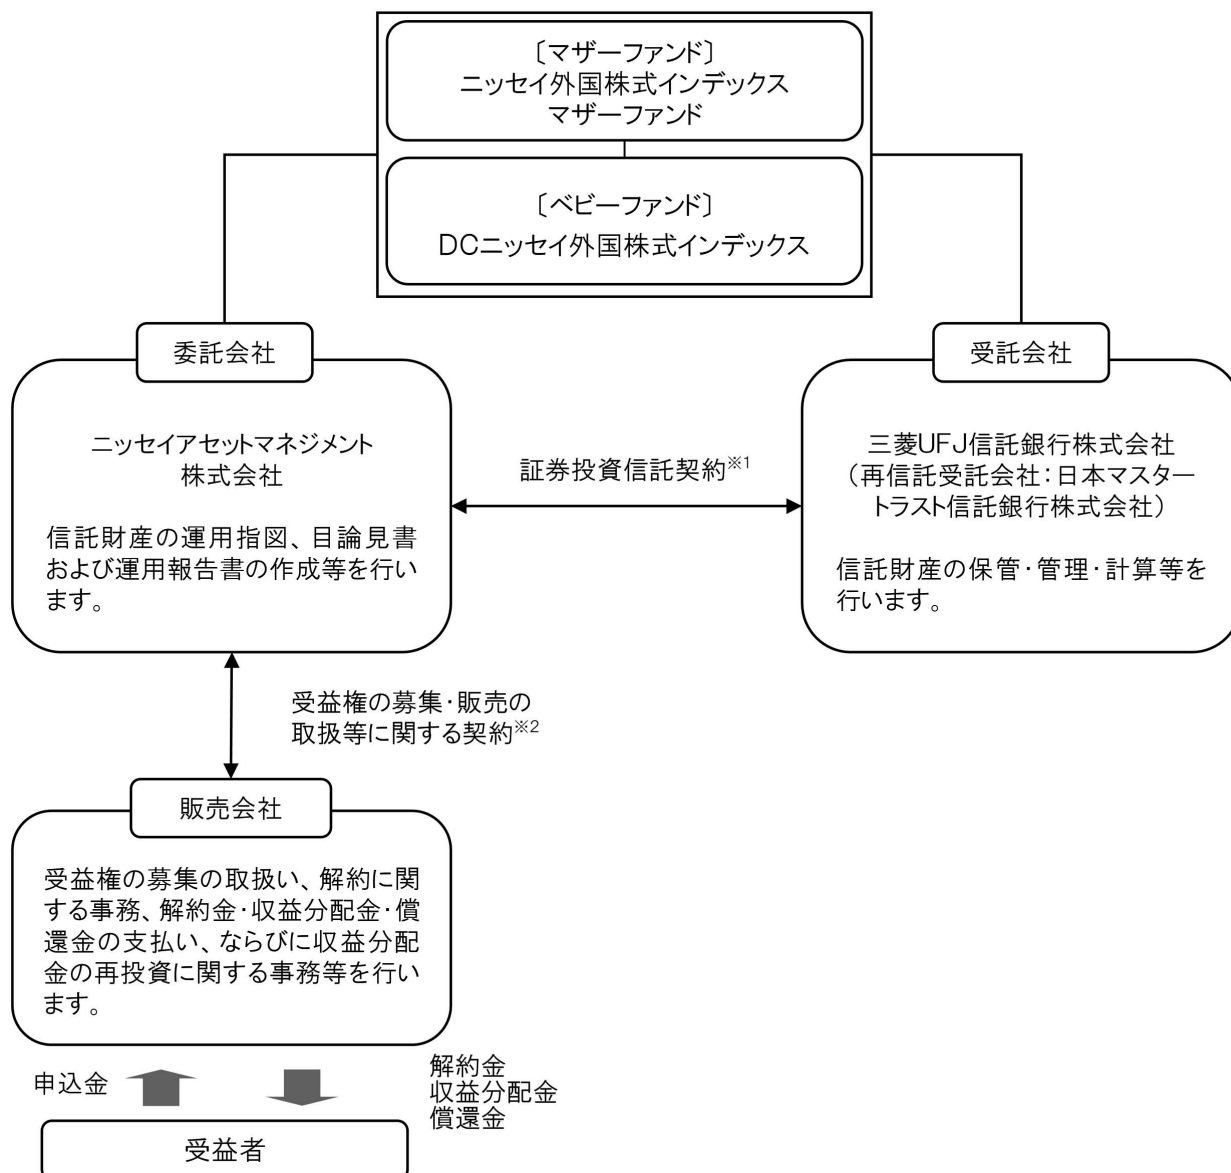 〔マザーファンド〕
ニッセイ外国株式インデックス
マザーファンド
〔ベビーファンド〕
DCニッセイ外国株式インデックス
委託会社
ニッセイアセットマネジメント
株式会社
信託財産の運用指図、目論見書
および運用報告書の作成等を行い
ます。
証券投資信託契約※1
受託会社
三菱UFJ信託銀行株式会社
（再信託受託会社：日本マスター
トラスト信託銀行株式会社）
信託財産の保管・管理・計算等を
行います。
受益権の募集・販売の
取扱等に関する契約※2
販売会社
受益権の募集の取扱い、解約に関
する事務、解約金・収益分配金・償
還金の支払い、ならびに収益分配
金の再投資に関する事務等を行い
ます。
申込金
解約金
収益分配金
償還金
受益者